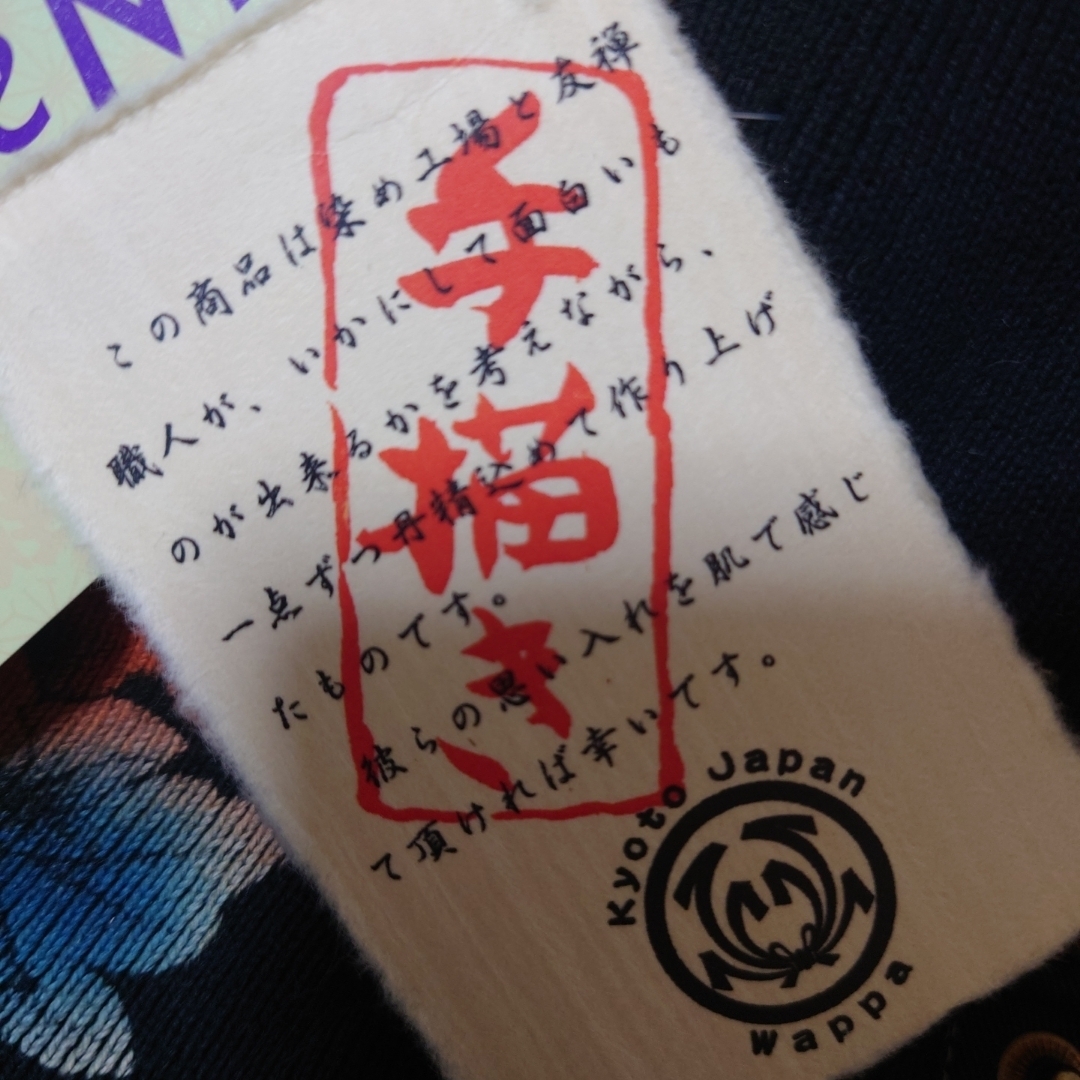 この商品は染め工場と友禅
職人が、いかにして面白いも
のが出来るかを考えながら、
一点ずつ丹精込めて作り上げ
たものです。
彼らの思い入れを肌で感じ
て頂ければ幸いです。
手描き
Kyoto Japan
Wappa